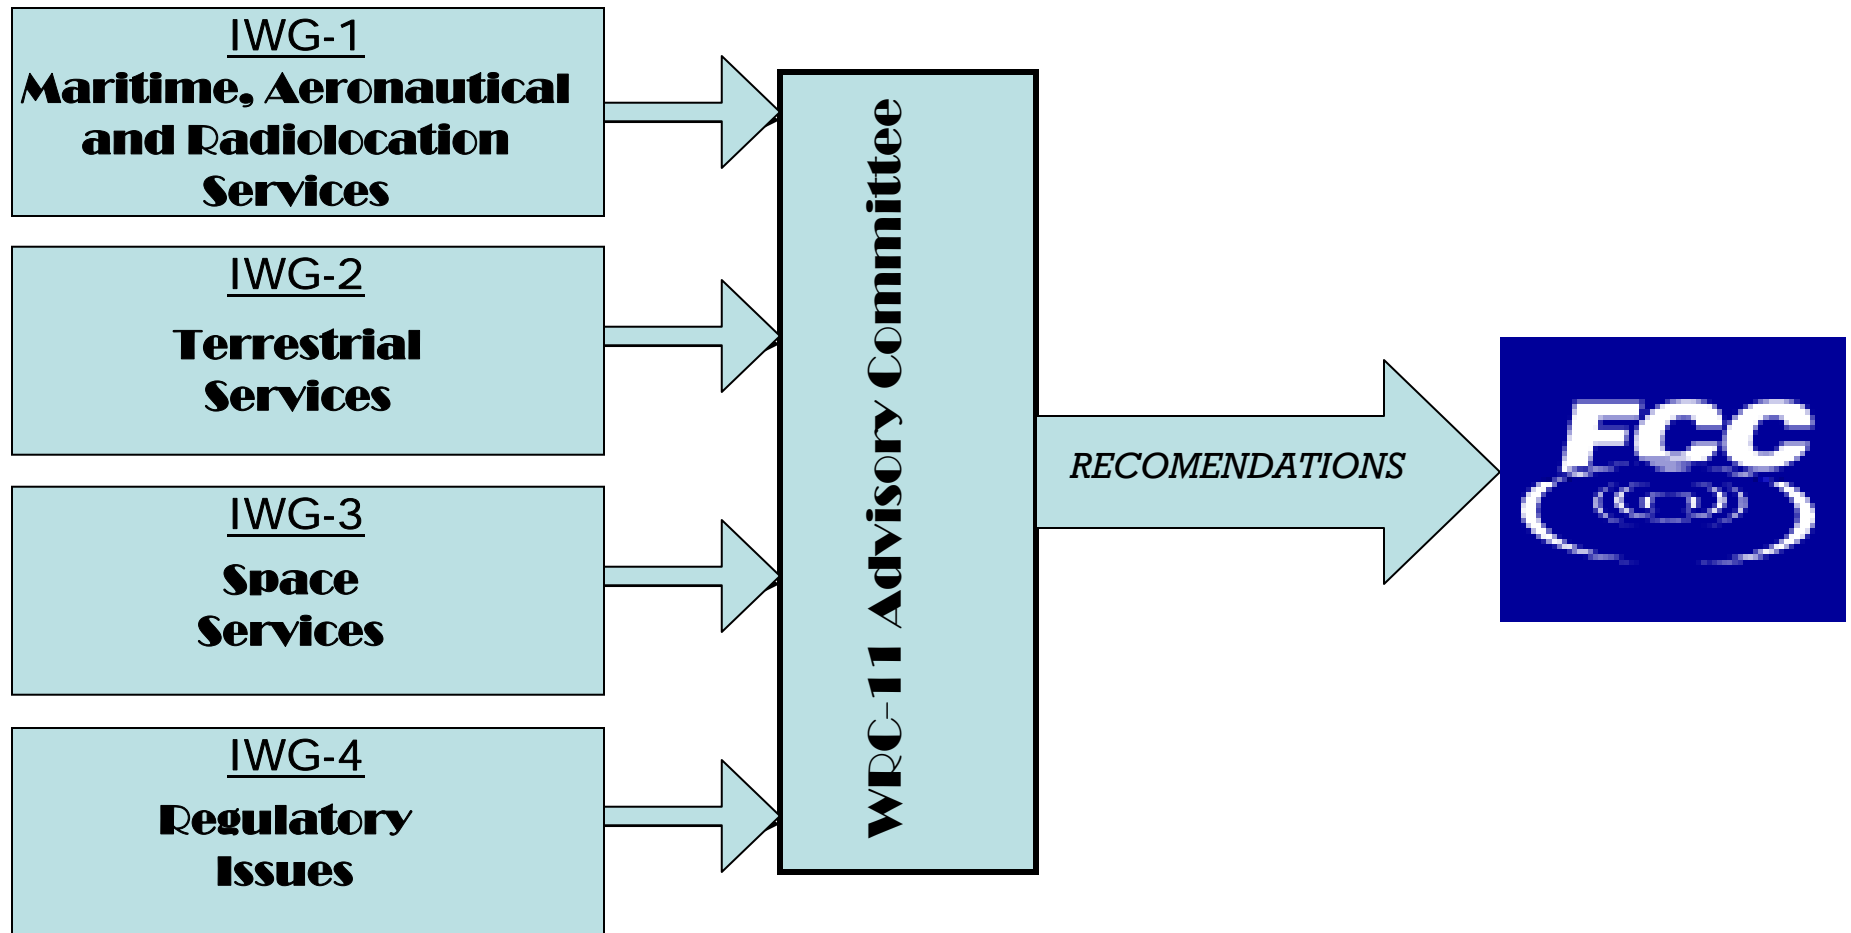 IWG-1
Maritime, Aeronautical
and Radiolocation
Services
IWG-2
Terrestrial
Services
IWG-3
Space
Services
IWG-4
Regulatory
Issues
WRC-11 Advisory Committee
RECOMENDATIONS
FCC